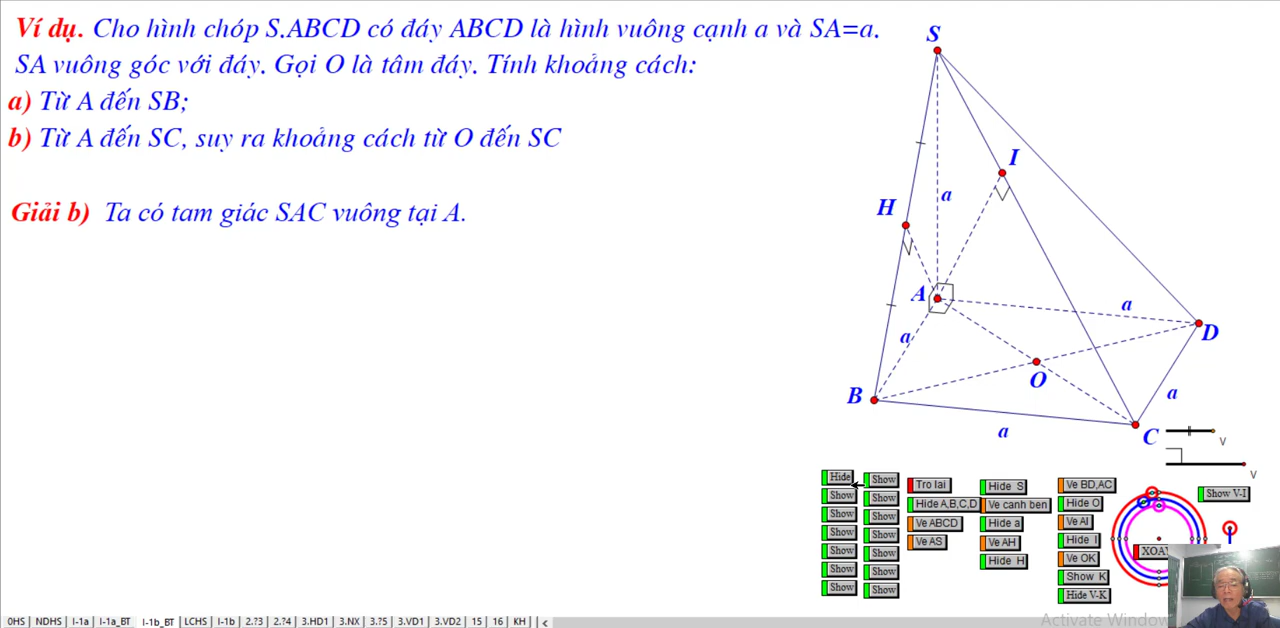 Ví dụ. Cho hình chóp S.ABCD có đáy ABCD là hình vuông cạnh a và SA=a.
SA vuông góc với đáy. Gọi O là tâm đáy. Tính khoảng cách:
a) Từ A đến SB;
b) Từ A đến SC, suy ra khoảng cách từ O đến SC
Giải b) Ta có tam giác SAC vuông tại A.
S
I
a
H
A
a
a
D
O
B
a
a
C
V
V
Hide Show
Show Show
Show Show
Show Show
Show Show
Show Show
Show Show
Tro lai
Hide A,B,C,D
Ve ABCD
Ve AS
Hide S
Ve canh ben
Hide a
Ve AH
Hide H
Ve BD,AC
Hide O
Ve AI
Hide I
Ve OK
Show K
Hide V-K
Show V-I
Activate Window
0HS | NDHS | I-1a | I-1a_BT | I-1b_BT | LCHS | I-1b | 2.?3 | 2.?4 | 3.HD1 | 3.NX | 3.?5 | 3.VD1 | 3.VD2 | 15 | 16 | KH |